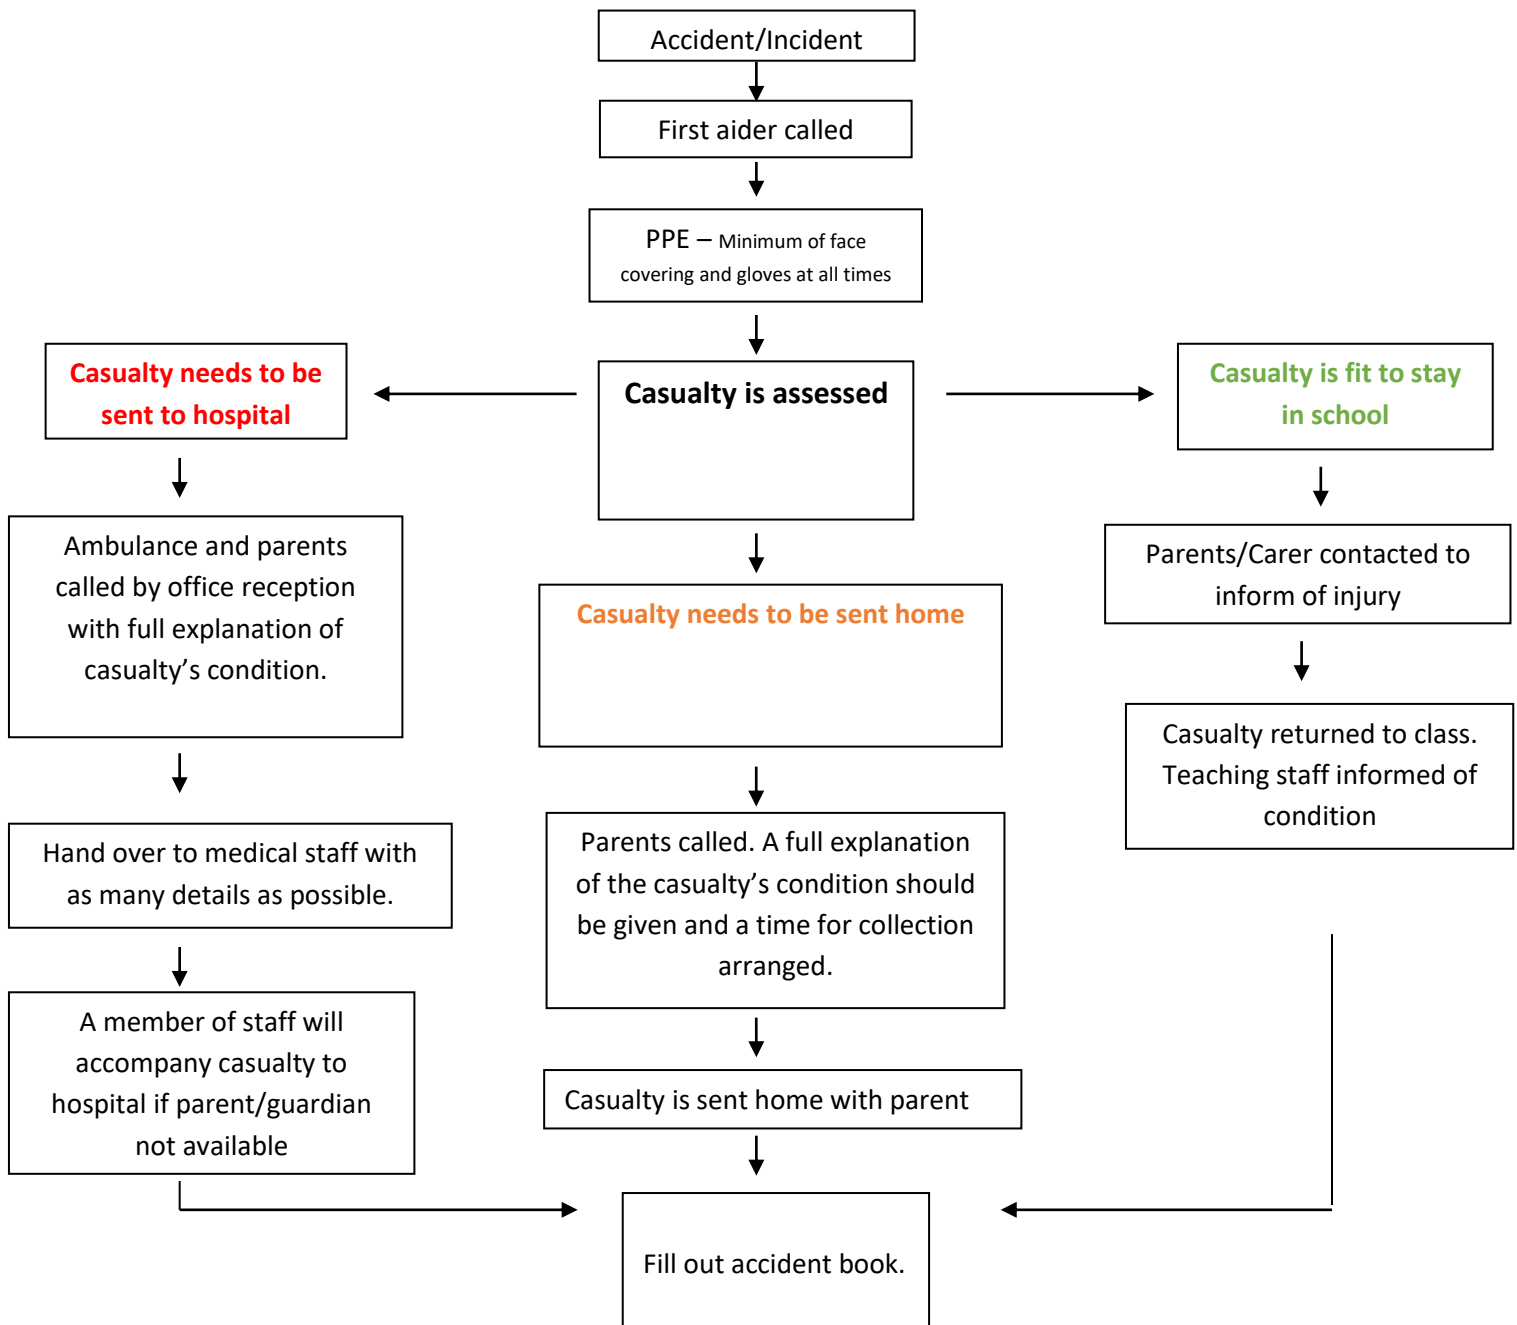 Accident/Incident
First aider called
PPE – Minimum of face
covering and gloves at all times
Casualty is assessed
Casualty needs to be
sent to hospital
Ambulance and parents
called by office reception
with full explanation of
casualty’s condition.
Hand over to medical staff with
as many details as possible.
A member of staff will
accompany casualty to
hospital if parent/guardian
not available
Casualty needs to be sent home
Parents called. A full explanation
of the casualty’s condition should
be given and a time for collection
arranged.
Casualty is sent home with parent
Casualty is fit to stay
in school
Parents/Carer contacted to
inform of injury
Casualty returned to class.
Teaching staff informed of
condition
Fill out accident book.